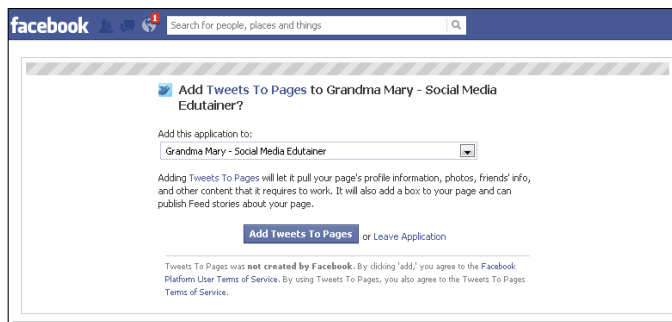 facebook
1
Search for people, places and things
Add Tweets To Pages to Grandma Mary - Social Media
Edutainer?
Add this application to:
Grandma Mary - Social Media Edutainer
Adding Tweets To Pages will let it pull your page's profile information, photos, friends' info,
and other content that it requires to work. It will also add a box to your page and can
publish Feed stories about your page.
Add Tweets To Pages or Leave Application
Tweets To Pages was not created by Facebook. By clicking 'add,' you agree to the Facebook
Platform User Terms of Service. By using Tweets To Pages, you also agree to the Tweets To Pages
Terms of Service.